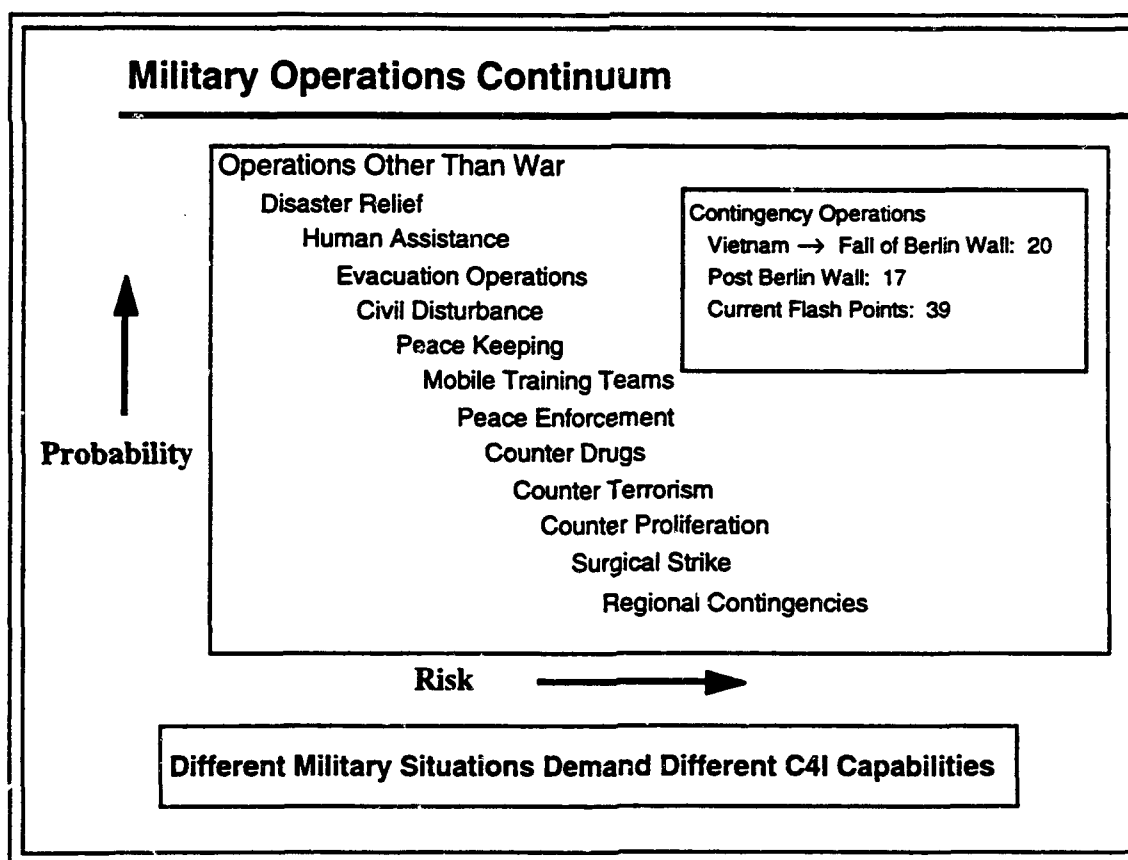 Military Operations Continuum
Operations Other Than War
Disaster Relief
Human Assistance
Evacuation Operations
Civil Disturbance
Peace Keeping
Mobile Training Teams
Peace Enforcement
Counter Drugs
Counter Terrorism
Counter Proliferation
Surgical Strike
Regional Contingencies
Contingency Operations
Vietnam → Fall of Berlin Wall: 20
Post Berlin Wall: 17
Current Flash Points: 39
Probability
Risk
Different Military Situations Demand Different C4I Capabilities